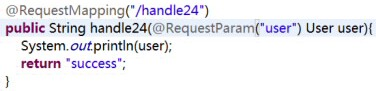 @RequestMapping("/handle24")
public String handle24(@RequestParam("user") User user){
System.out.println(user);
return "success";
}